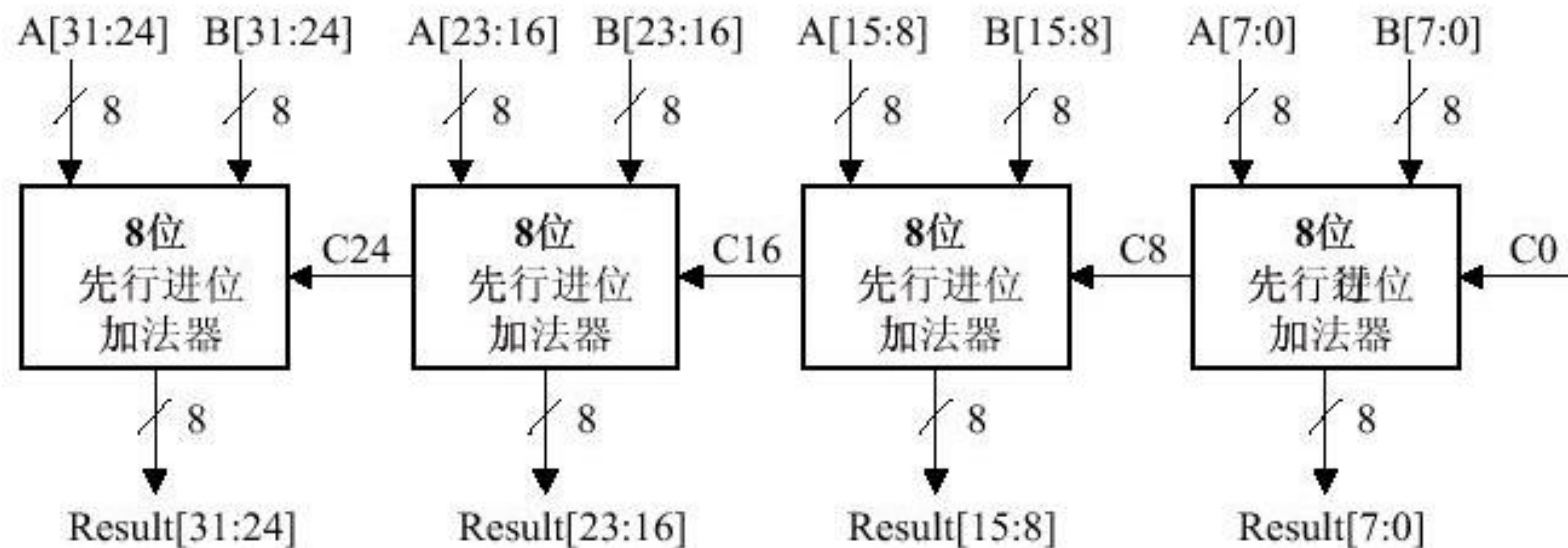 A[31:24] B[31:24] A[23:16] B[23:16] A[15:8] B[15:8] A[7:0] B[7:0]
8 8 8 8 8 8 8 8
8位 8位 8位 8位
C24 C16 C8 C0
先行进位 先行进位 先行进位 先行进位
加法器 加法器 加法器 加法器
8 8 8 8
Result[31:24] Result[23:16] Result[15:8] Result[7:0]